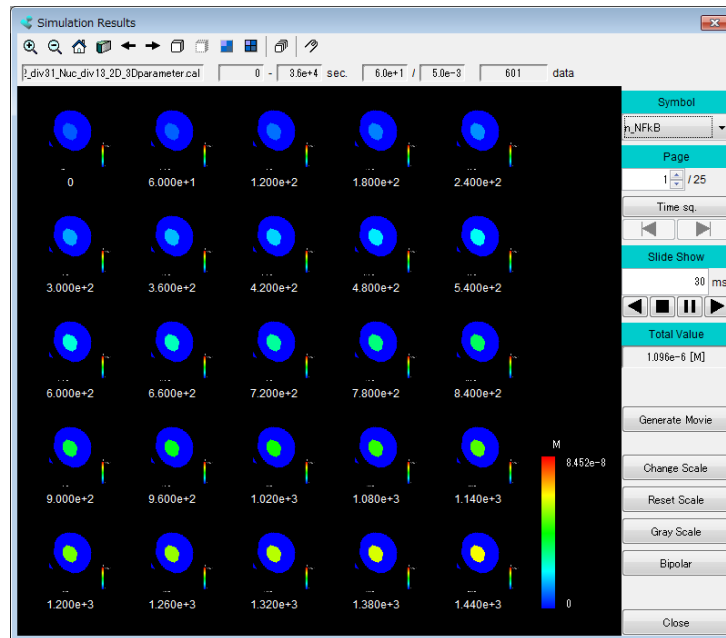 Simulation Results
_div31_Nuc_div13_2D_3Dparameter.cal
0 - 3.6e+4 sec. 6.0e+1 / 5.0e-3 601 data
Symbol
n_NFkB
Page
1 / 25
Time sq.
Slide Show
30 ms
Total Value
1.096e-6 [M]
Generate Movie
Change Scale
Reset Scale
Gray Scale
Bipolar
Close
0 6.000e+1 1.200e+2 1.800e+2 2.400e+2
3.000e+2 3.600e+2 4.200e+2 4.800e+2 5.400e+2
6.000e+2 6.600e+2 7.200e+2 7.800e+2 8.400e+2
9.000e+2 9.600e+2 1.020e+3 1.080e+3 1.140e+3
1.200e+3 1.260e+3 1.320e+3 1.380e+3 1.440e+3
M
8.452e-8
0